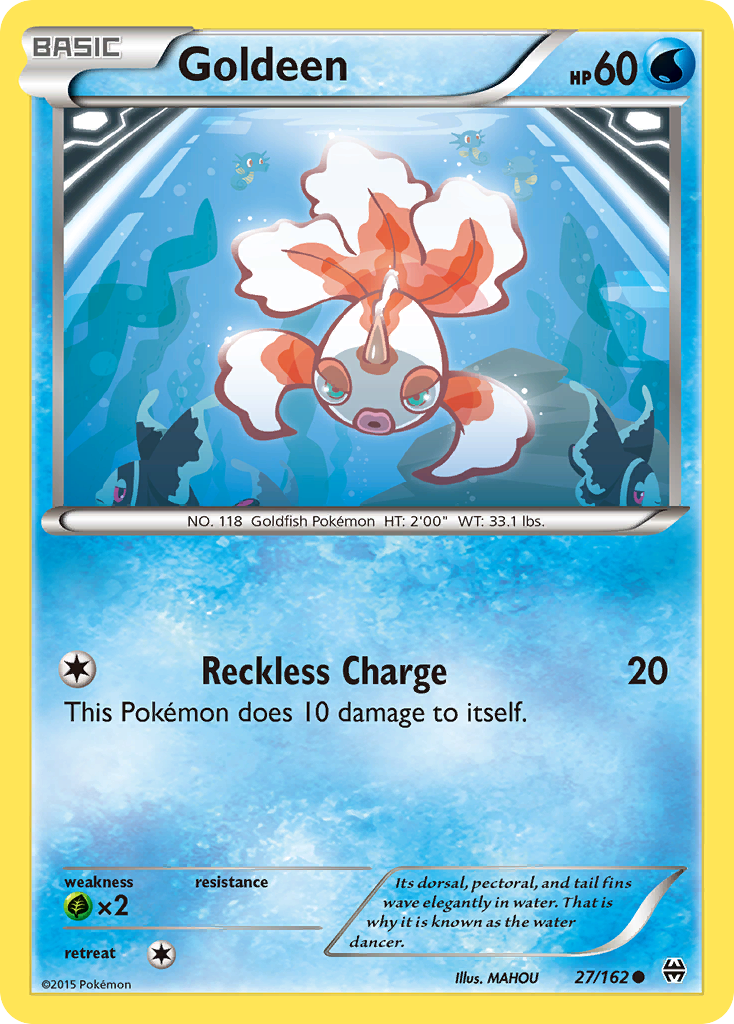 BASIC Goldeen HP60
NO. 118 Goldfish Pokémon HT: 2'00" WT: 33.1 lbs.
Reckless Charge 20
This Pokémon does 10 damage to itself.
weakness resistance
×2
retreat
Its dorsal, pectoral, and tail fins
wave elegantly in water. That is
why it is known as the water
dancer.
©2015 Pokémon Illus. MAHOU 27/162